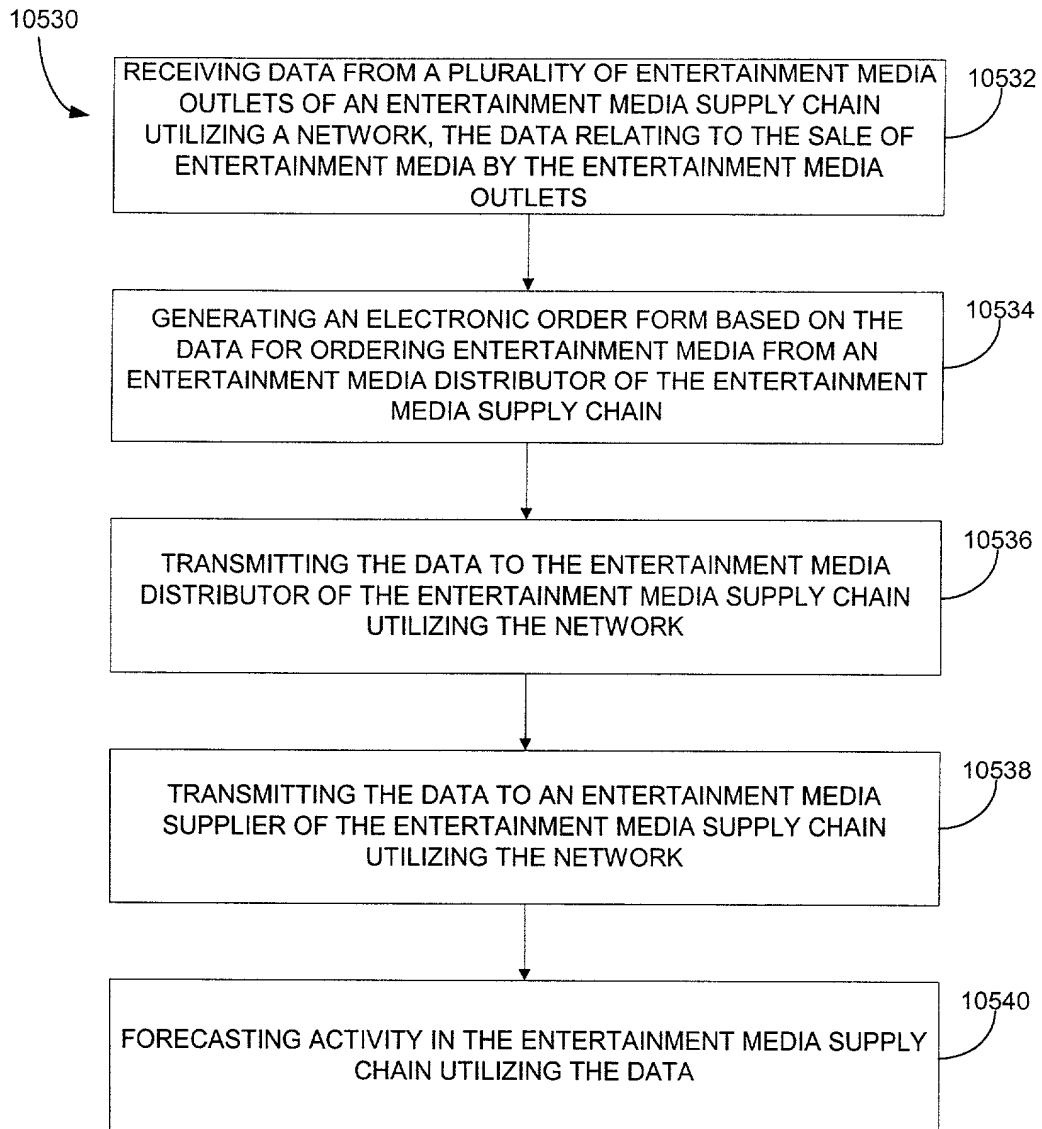 10530
RECEIVING DATA FROM A PLURALITY OF ENTERTAINMENT MEDIA
OUTLETS OF AN ENTERTAINMENT MEDIA SUPPLY CHAIN
UTILIZING A NETWORK, THE DATA RELATING TO THE SALE OF
ENTERTAINMENT MEDIA BY THE ENTERTAINMENT MEDIA
OUTLETS
10532
GENERATING AN ELECTRONIC ORDER FORM BASED ON THE
DATA FOR ORDERING ENTERTAINMENT MEDIA FROM AN
ENTERTAINMENT MEDIA DISTRIBUTOR OF THE ENTERTAINMENT
MEDIA SUPPLY CHAIN
10534
TRANSMITTING THE DATA TO THE ENTERTAINMENT MEDIA
DISTRIBUTOR OF THE ENTERTAINMENT MEDIA SUPPLY CHAIN
UTILIZING THE NETWORK
10536
TRANSMITTING THE DATA TO AN ENTERTAINMENT MEDIA
SUPPLIER OF THE ENTERTAINMENT MEDIA SUPPLY CHAIN
UTILIZING THE NETWORK
10538
FORECASTING ACTIVITY IN THE ENTERTAINMENT MEDIA SUPPLY
CHAIN UTILIZING THE DATA
10540